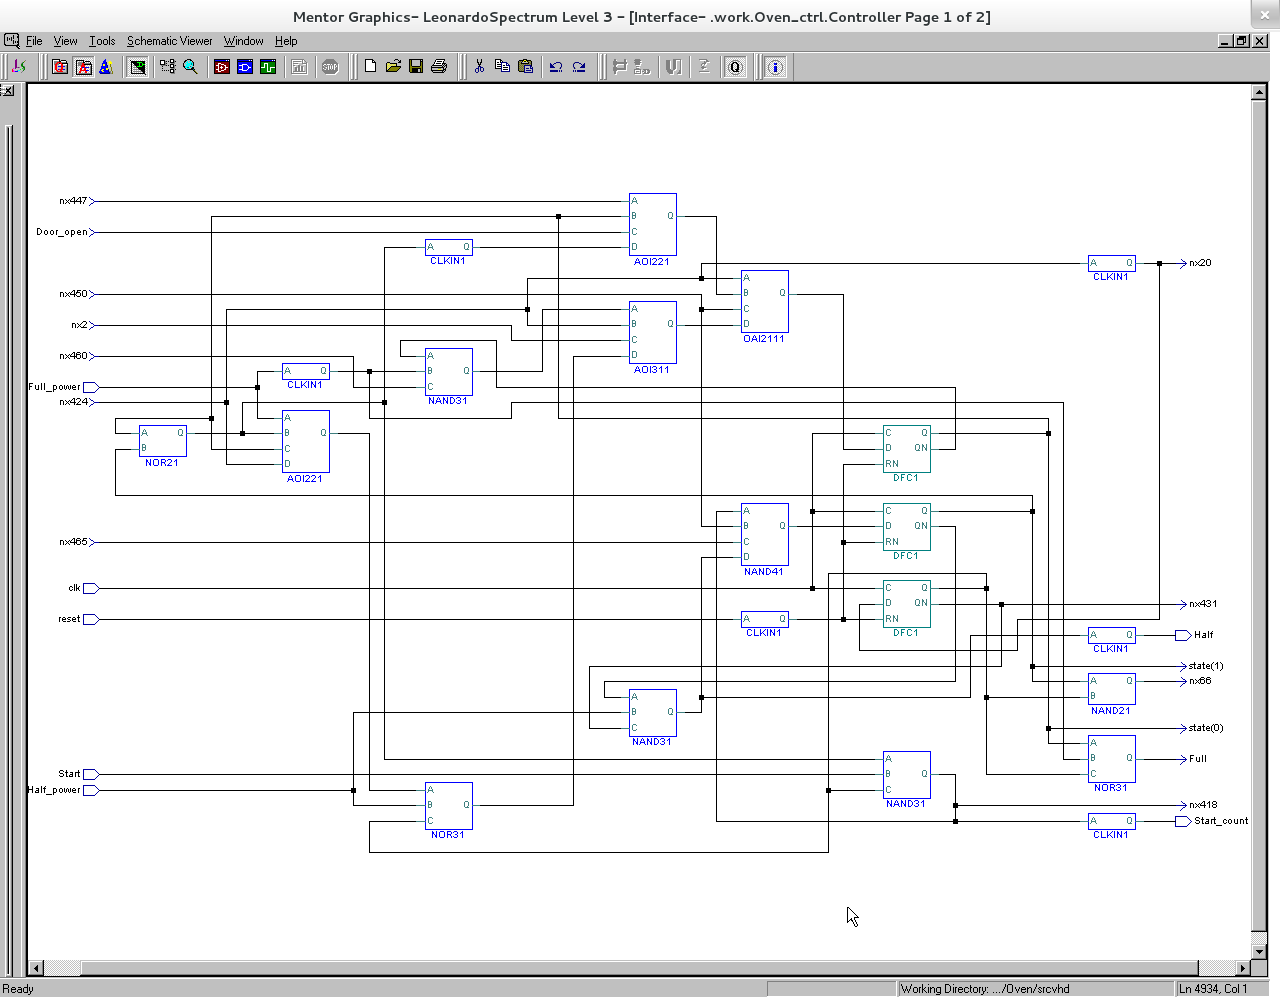 Mentor Graphics- LeonardoSpectrum Level 3 - [Interface- .work.Oven_ctrl.Controller Page 1 of 2]
File View Tools Schematic Viewer Window Help
STOP Q
nx447
A
B Q
C
D
AOI221
Door_open
A Q
CLKIN1
A Q
CLKIN1
nx20
nx450
A
B Q
C
D
OAI2111
nx2
A
B Q
C
D
AOI311
nx460
A
B Q
C
NAND31
A Q
CLKIN1
Full_power
nx424
A Q
B
NOR21
A
B Q
C
D
AOI221
C Q
D QN
RN
DFC1
nx465
A
B Q
C
D
NAND41
C Q
D QN
RN
DFC1
clk
C Q
D QN
RN
DFC1
nx431
reset
A Q
CLKIN1
A Q
CLKIN1
Half
state(1)
A Q
B
NAND21
nx66
A
B Q
C
NAND31
state(0)
A
B Q
C
NOR31
Full
Start
A
B Q
C
NAND31
Half_power
A
B Q
C
NOR31
nx418
A Q
CLKIN1
Start_count
Ready
Working Directory: .../Oven/srcvhd
Ln 4934, Col 1